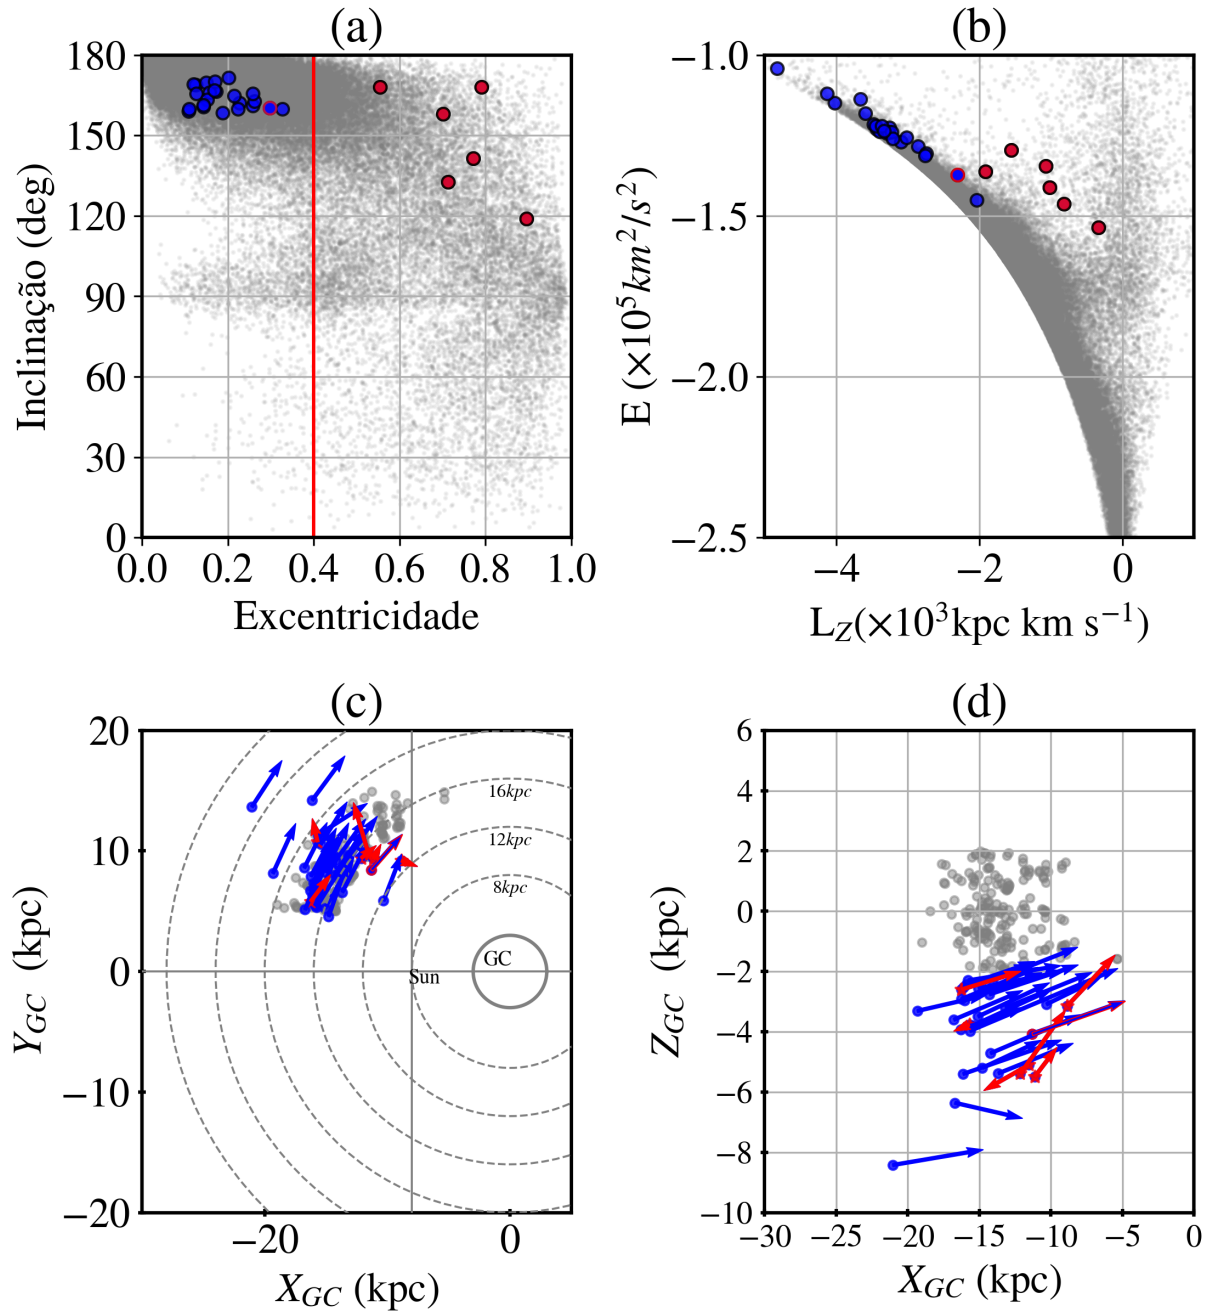 (a)
180
150
120
90
60
30
0
Inclinação (deg)
0.0 0.2 0.4 0.6 0.8 1.0
Excentricidade
(b)
−1.0
−1.5
−2.0
−2.5
E (×10⁵km²/s²)
−4 −2 0
L_Z(×10³kpc km s⁻¹)
(c)
20
10
0
−10
−20
Y_GC (kpc)
16kpc
12kpc
8kpc
GC
Sun
−20 0
X_GC (kpc)
(d)
6
4
2
0
−2
−4
−6
−8
−10
Z_GC (kpc)
−30 −25 −20 −15 −10 −5 0
X_GC (kpc)